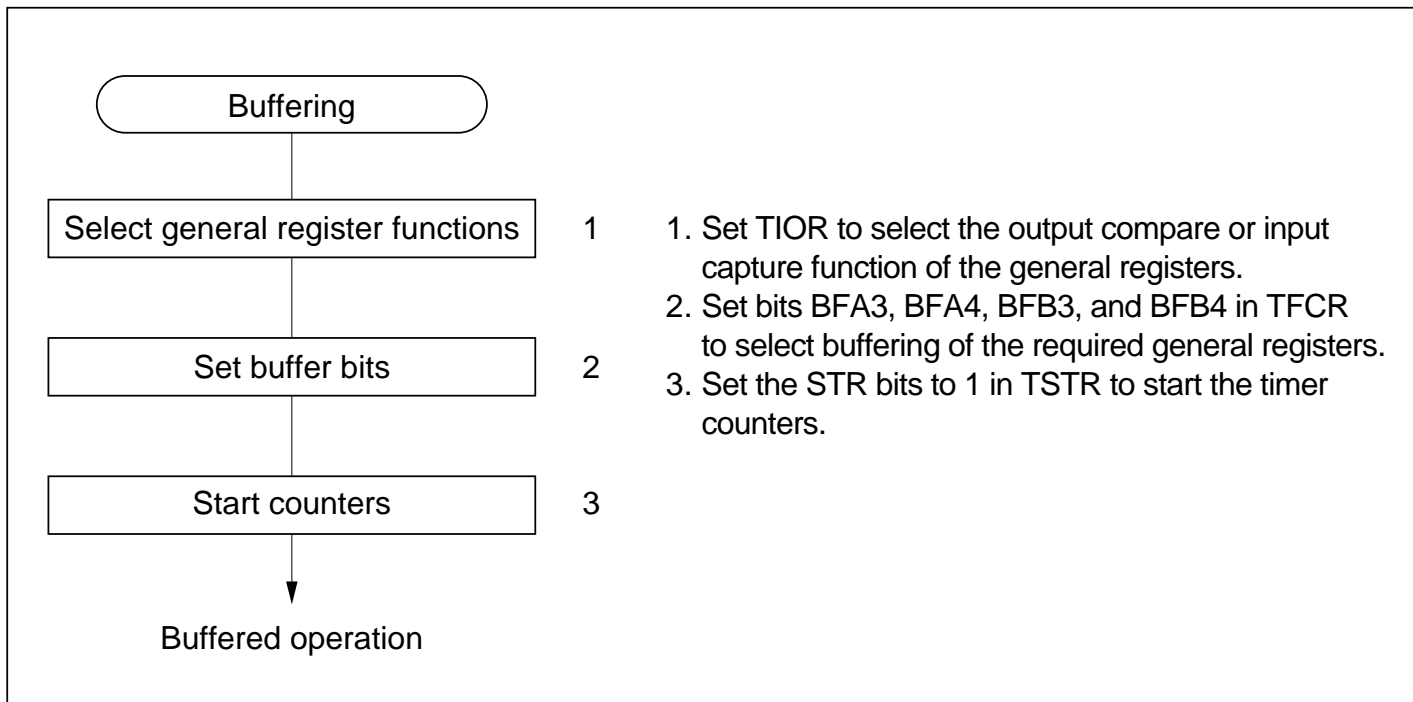 Buffering
Select general register functions
1
Set buffer bits
2
Start counters
3
Buffered operation
1. Set TIOR to select the output compare or input
capture function of the general registers.
2. Set bits BFA3, BFA4, BFB3, and BFB4 in TFCR
to select buffering of the required general registers.
3. Set the STR bits to 1 in TSTR to start the timer
counters.